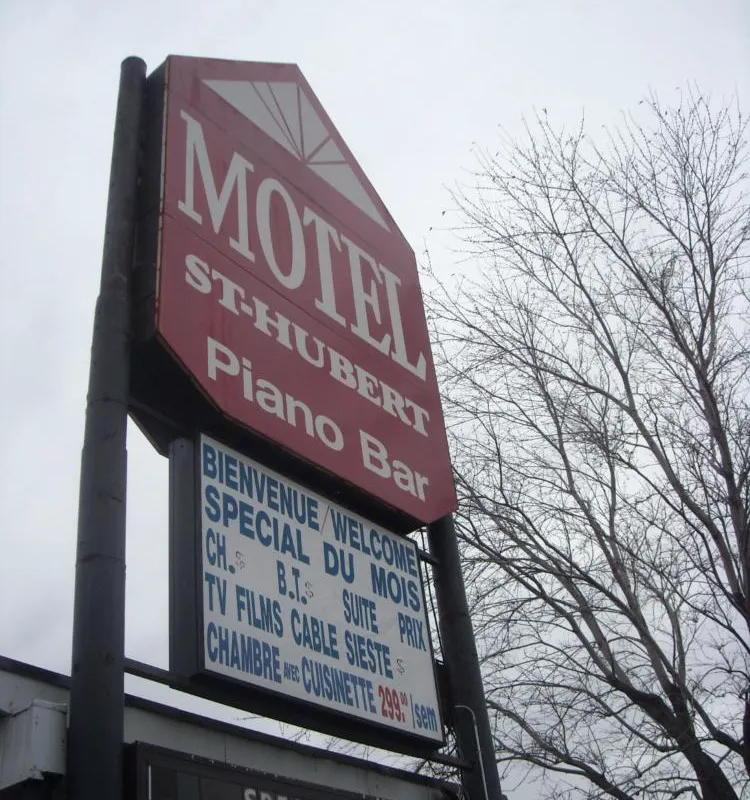 MOTEL
ST-HUBERT
Piano Bar
BIENVENUE/WELCOME
SPECIAL DU MOIS
CH.$ B.T.$ SUITE PRIX
TV FILMS CABLE SIESTE $
CHAMBRE AVEC CUISINETTE 299.00/sem